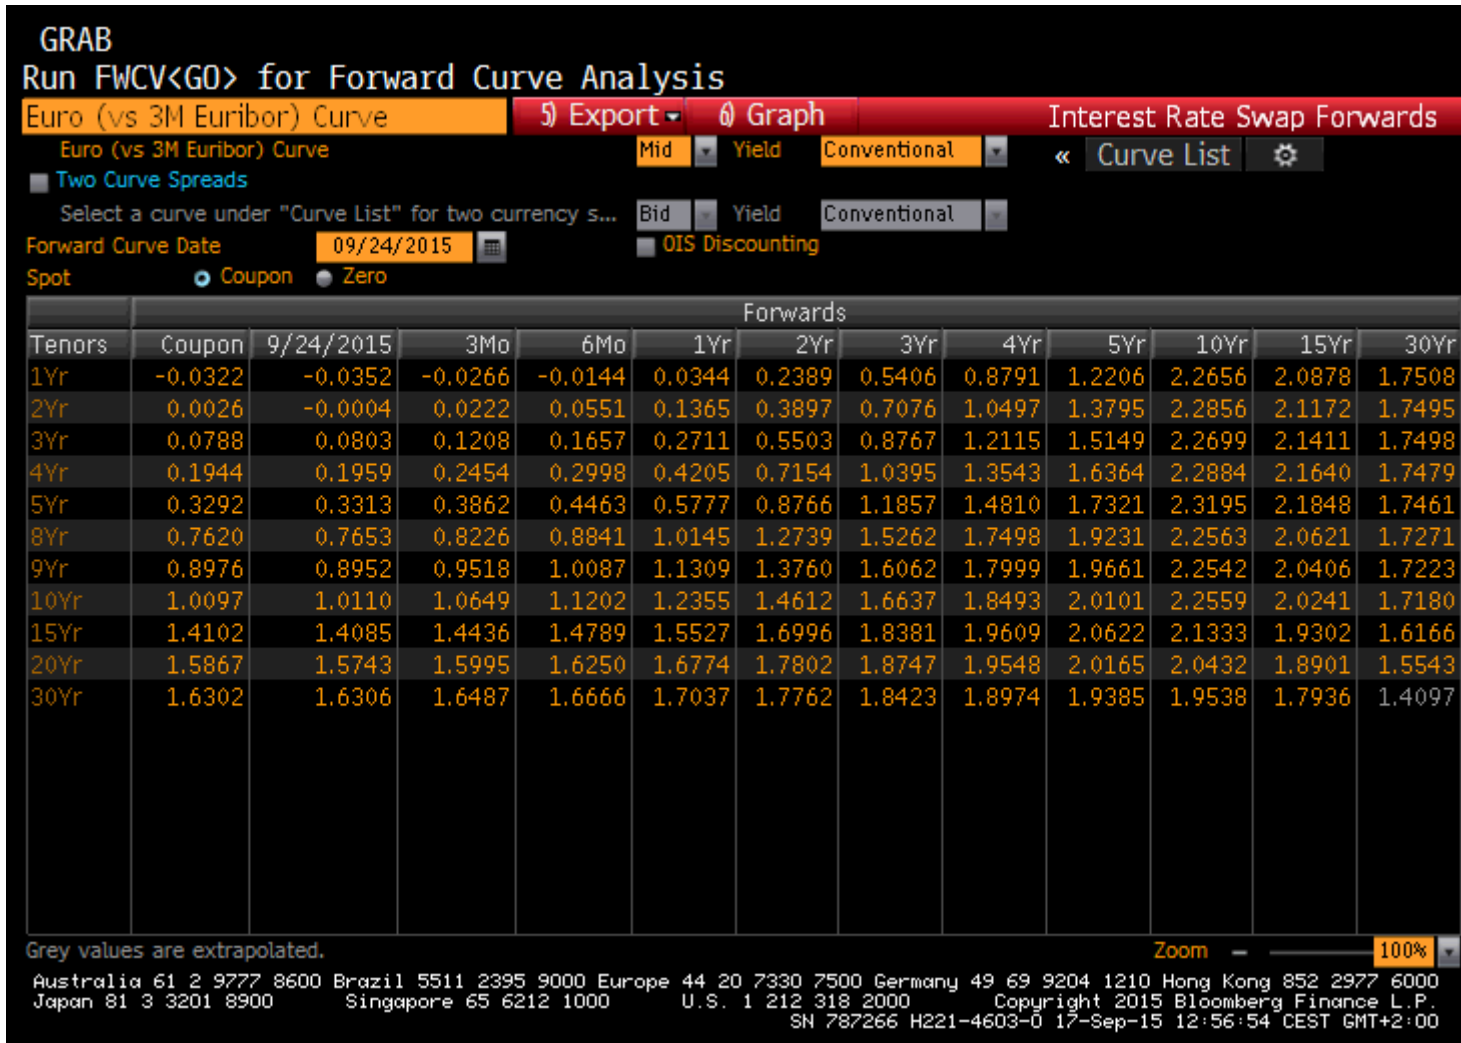 GRAB
Run FWCV<GO> for Forward Curve Analysis
Euro (vs 3M Euribor) Curve 5) Export 6) Graph Interest Rate Swap Forwards
Euro (vs 3M Euribor) Curve Mid Yield Conventional « Curve List
Two Curve Spreads
Select a curve under "Curve List" for two currency s... Bid Yield Conventional
Forward Curve Date 09/24/2015 OIS Discounting
Spot Coupon Zero
Forwards
Tenors Coupon 9/24/2015 3Mo 6Mo 1Yr 2Yr 3Yr 4Yr 5Yr 10Yr 15Yr 30Yr
1Yr -0.0322 -0.0352 -0.0266 -0.0144 0.0344 0.2389 0.5406 0.8791 1.2206 2.2656 2.0878 1.7508
2Yr 0.0026 -0.0004 0.0222 0.0551 0.1365 0.3897 0.7076 1.0497 1.3795 2.2856 2.1172 1.7495
3Yr 0.0788 0.0803 0.1208 0.1657 0.2711 0.5503 0.8767 1.2115 1.5149 2.2699 2.1411 1.7498
4Yr 0.1944 0.1959 0.2454 0.2998 0.4205 0.7154 1.0395 1.3543 1.6364 2.2884 2.1640 1.7479
5Yr 0.3292 0.3313 0.3862 0.4463 0.5777 0.8766 1.1857 1.4810 1.7321 2.3195 2.1848 1.7461
8Yr 0.7620 0.7653 0.8226 0.8841 1.0145 1.2739 1.5262 1.7498 1.9231 2.2563 2.0621 1.7271
9Yr 0.8976 0.8952 0.9518 1.0087 1.1309 1.3760 1.6062 1.7999 1.9661 2.2542 2.0406 1.7223
10Yr 1.0097 1.0110 1.0649 1.1202 1.2355 1.4612 1.6637 1.8493 2.0101 2.2559 2.0241 1.7180
15Yr 1.4102 1.4085 1.4436 1.4789 1.5527 1.6996 1.8381 1.9609 2.0622 2.1333 1.9302 1.6166
20Yr 1.5867 1.5743 1.5995 1.6250 1.6774 1.7802 1.8747 1.9548 2.0165 2.0432 1.8901 1.5543
30Yr 1.6302 1.6306 1.6487 1.6666 1.7037 1.7762 1.8423 1.8974 1.9385 1.9538 1.7936 1.4097
Grey values are extrapolated. Zoom 100%
Australia 61 2 9777 8600 Brazil 5511 2395 9000 Europe 44 20 7330 7500 Germany 49 69 9204 1210 Hong Kong 852 2977 6000
Japan 81 3 3201 8900 Singapore 65 6212 1000 U.S. 1 212 318 2000 Copyright 2015 Bloomberg Finance L.P.
SN 787266 H221-4603-0 17-Sep-15 12:56:54 CEST GMT+2:00